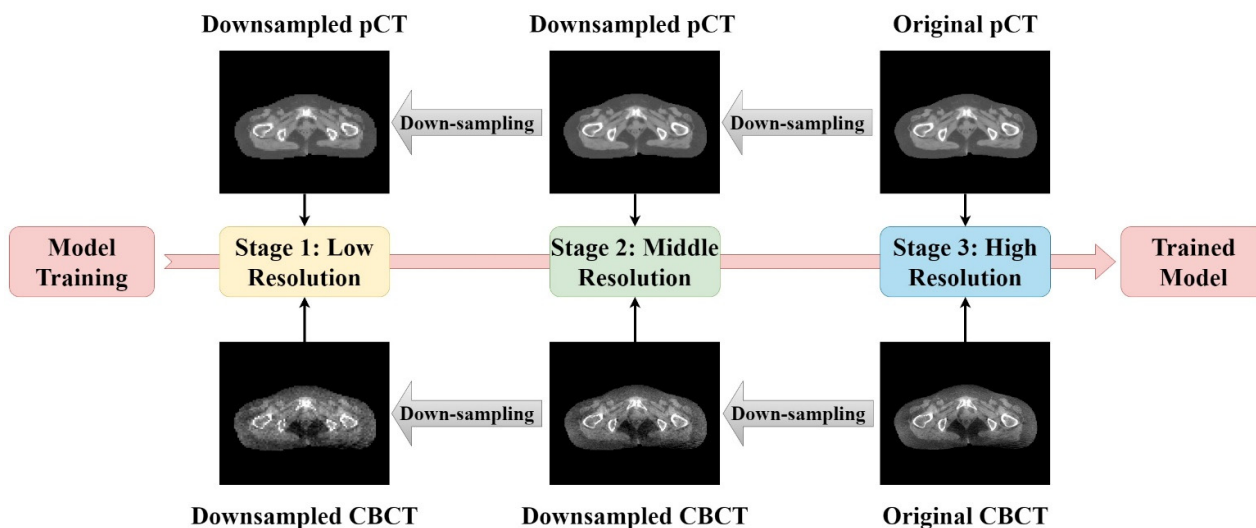 Downsampled pCT
Downsampled pCT
Original pCT
Down-sampling
Down-sampling
Model
Training
Stage 1: Low
Resolution
Stage 2: Middle
Resolution
Stage 3: High
Resolution
Trained
Model
Down-sampling
Down-sampling
Downsampled CBCT
Downsampled CBCT
Original CBCT